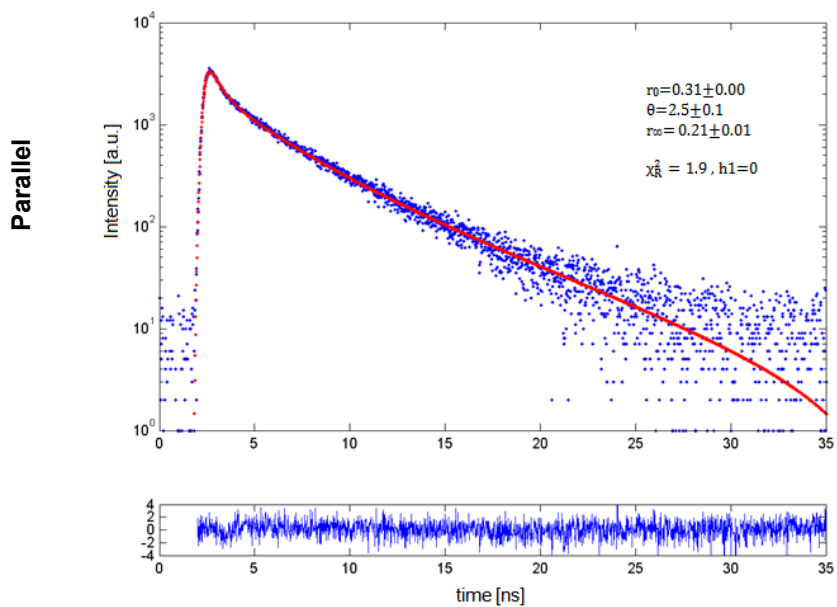 Parallel
Intensity [a.u.]
10⁴
10³
10²
10¹
10⁰
r₀=0.31±0.00
θ=2.5±0.1
r∞= 0.21±0.01
χ²_R = 1.9 , h1=0
0 5 10 15 20 25 30 35
4
2
0
-2
-4
0 5 10 15 20 25 30 35
time [ns]